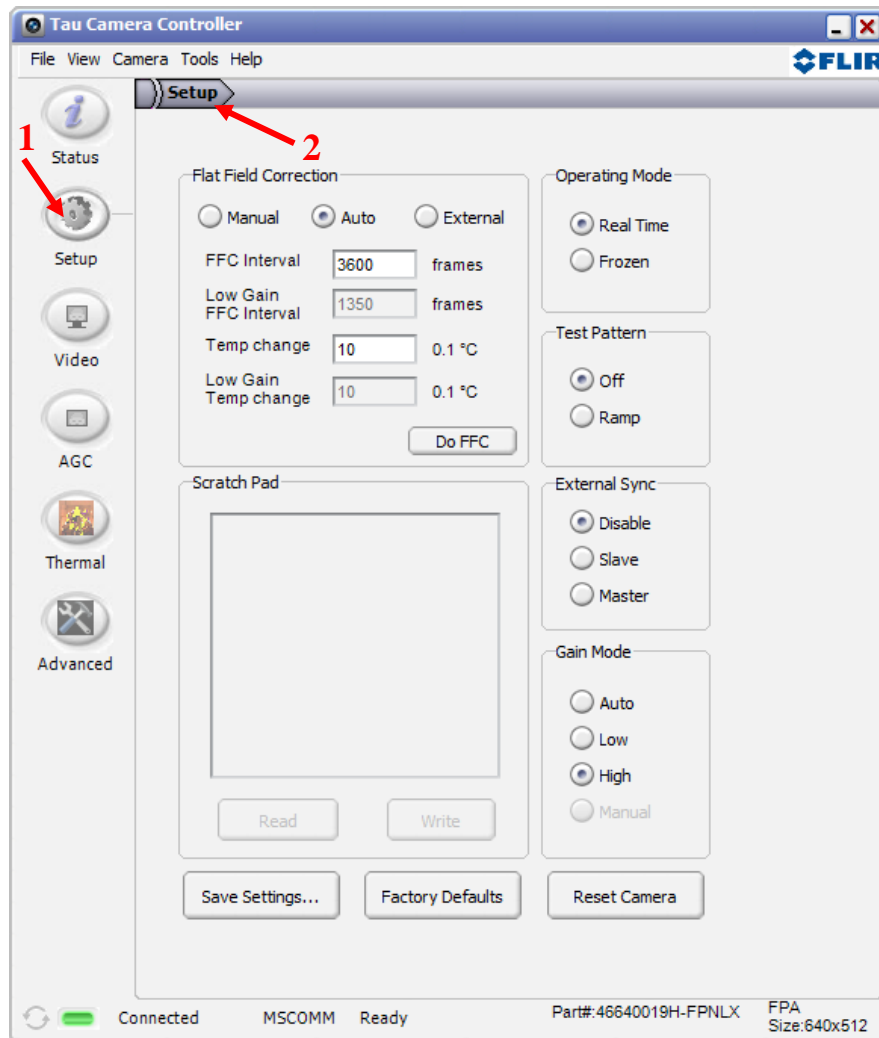 Tau Camera Controller
File View Camera Tools Help
FLIR
Setup
1
2
Status
Setup
Video
AGC
Thermal
Advanced
Flat Field Correction
Manual Auto External
FFC Interval 3600 frames
Low Gain
FFC Interval 1350 frames
Temp change 10 0.1 °C
Low Gain
Temp change 10 0.1 °C
Do FFC
Scratch Pad
Read Write
Operating Mode
Real Time
Frozen
Test Pattern
Off
Ramp
External Sync
Disable
Slave
Master
Gain Mode
Auto
Low
High
Manual
Save Settings... Factory Defaults Reset Camera
Connected MSCOMM Ready Part#:46640019H-FPNLX FPA
Size:640x512